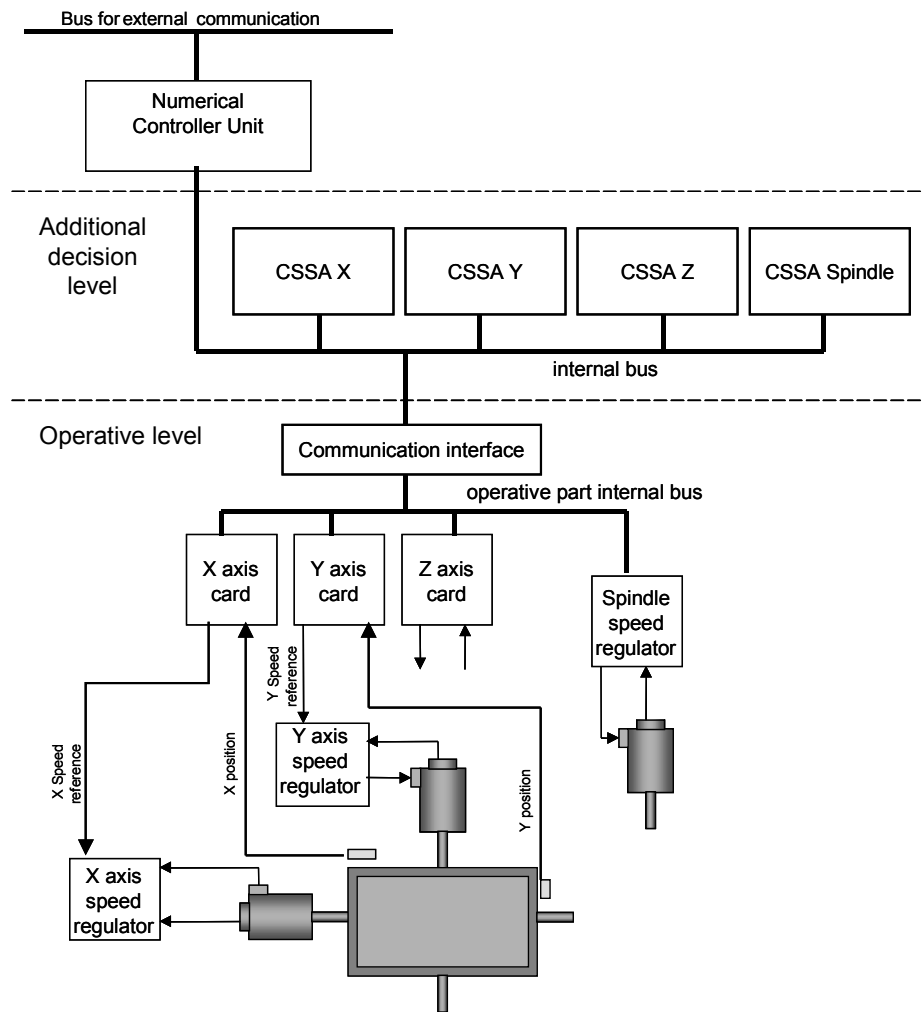 Bus for external communication
Numerical
Controller Unit
Additional
decision
level
CSSA X
CSSA Y
CSSA Z
CSSA Spindle
internal bus
Operative level
Communication interface
operative part internal bus
X axis
card
Y axis
card
Z axis
card
Spindle
speed
regulator
X Speed
reference
X position
Y Speed
reference
Y axis
speed
regulator
Y position
X axis
speed
regulator